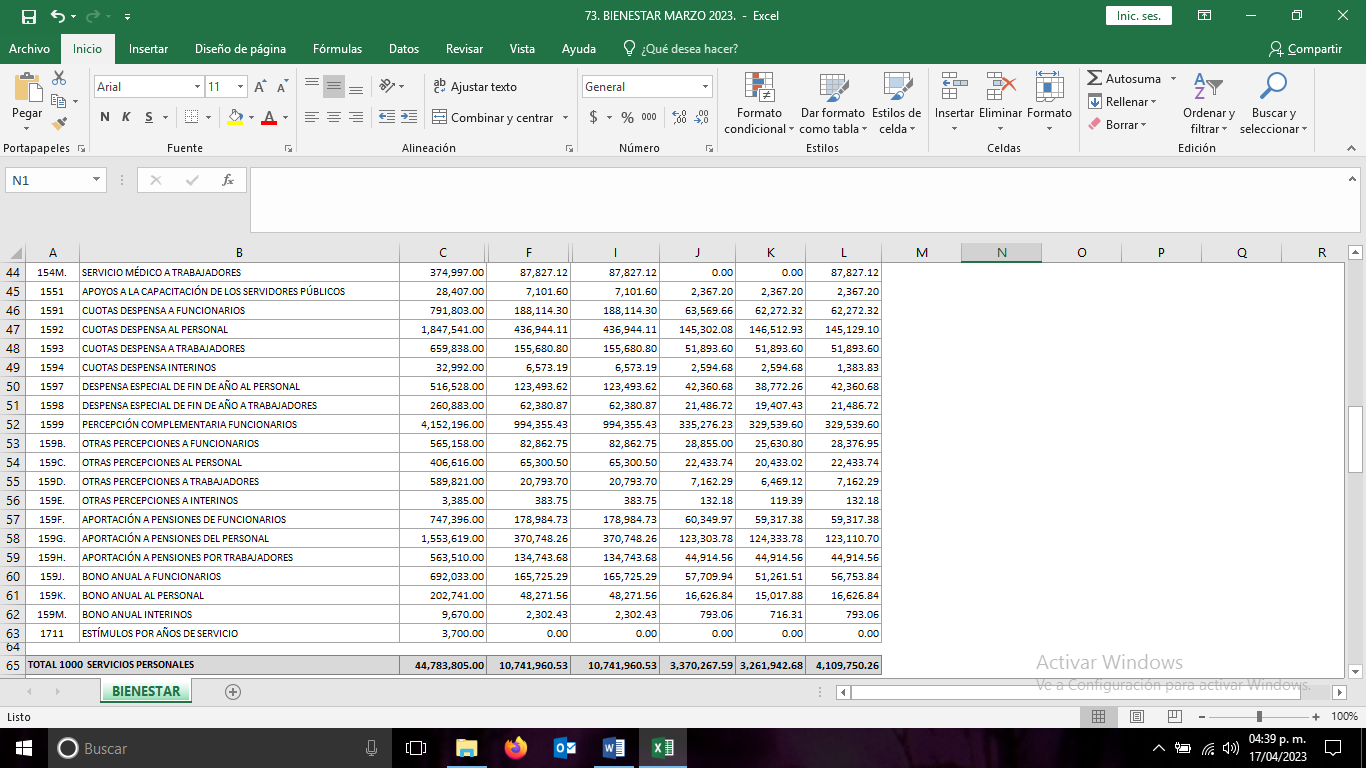 73. BIENESTAR MARZO 2023. - Excel
Inic. ses.
Archivo Inicio Insertar Diseño de página Fórmulas Datos Revisar Vista Ayuda ¿Qué desea hacer? Compartir
Pegar
Arial 11
N K S
Ajustar texto
Combinar y centrar
General
$ % 000
Formato condicional
Dar formato como tabla
Estilos de celda
Insertar Eliminar Formato
Autosuma
Rellenar
Borrar
Ordenar y filtrar
Buscar y seleccionar
Portapapeles Fuente Alineación Número Estilos Celdas Edición
N1 fx
A B C F I J K L M N O P Q R
44 154M. SERVICIO MÉDICO A TRABAJADORES 374,997.00 87,827.12 87,827.12 0.00 0.00 87,827.12
45 1551 APOYOS A LA CAPACITACIÓN DE LOS SERVIDORES PÚBLICOS 28,407.00 7,101.60 7,101.60 2,367.20 2,367.20 2,367.20
46 1591 CUOTAS DESPENSA A FUNCIONARIOS 791,803.00 188,114.30 188,114.30 63,569.66 62,272.32 62,272.32
47 1592 CUOTAS DESPENSA AL PERSONAL 1,847,541.00 436,944.11 436,944.11 145,302.08 146,512.93 145,129.10
48 1593 CUOTAS DESPENSA A TRABAJADORES 659,838.00 155,680.80 155,680.80 51,893.60 51,893.60 51,893.60
49 1594 CUOTAS DESPENSA INTERINOS 32,992.00 6,573.19 6,573.19 2,594.68 2,594.68 1,383.83
50 1597 DESPENSA ESPECIAL DE FIN DE AÑO AL PERSONAL 516,528.00 123,493.62 123,493.62 42,360.68 38,772.26 42,360.68
51 1598 DESPENSA ESPECIAL DE FIN DE AÑO A TRABAJADORES 260,883.00 62,380.87 62,380.87 21,486.72 19,407.43 21,486.72
52 1599 PERCEPCIÓN COMPLEMENTARIA FUNCIONARIOS 4,152,196.00 994,355.43 994,355.43 335,276.23 329,539.60 329,539.60
53 159B. OTRAS PERCEPCIONES A FUNCIONARIOS 565,158.00 82,862.75 82,862.75 28,855.00 25,630.80 28,376.95
54 159C. OTRAS PERCEPCIONES AL PERSONAL 406,616.00 65,300.50 65,300.50 22,433.74 20,433.02 22,433.74
55 159D. OTRAS PERCEPCIONES A TRABAJADORES 589,821.00 20,793.70 20,793.70 7,162.29 6,469.12 7,162.29
56 159E. OTRAS PERCEPCIONES A INTERINOS 3,385.00 383.75 383.75 132.18 119.39 132.18
57 159F. APORTACIÓN A PENSIONES DE FUNCIONARIOS 747,396.00 178,984.73 178,984.73 60,349.97 59,317.38 59,317.38
58 159G. APORTACIÓN A PENSIONES DEL PERSONAL 1,553,619.00 370,748.26 370,748.26 123,303.78 124,333.78 123,110.70
59 159H. APORTACIÓN A PENSIONES POR TRABAJADORES 563,510.00 134,743.68 134,743.68 44,914.56 44,914.56 44,914.56
60 159J. BONO ANUAL A FUNCIONARIOS 692,033.00 165,725.29 165,725.29 57,709.94 51,261.51 56,753.84
61 159K. BONO ANUAL AL PERSONAL 202,741.00 48,271.56 48,271.56 16,626.84 15,017.88 16,626.84
62 159M. BONO ANUAL INTERINOS 9,670.00 2,302.43 2,302.43 793.06 716.31 793.06
63 1711 ESTÍMULOS POR AÑOS DE SERVICIO 3,700.00 0.00 0.00 0.00 0.00 0.00
64
65 TOTAL 1000 SERVICIOS PERSONALES 44,783,805.00 10,741,960.53 10,741,960.53 3,370,267.59 3,261,942.68 4,109,750.26
Activar Windows
Ve a Configuración para activar Windows.
BIENESTAR
Listo 100%
Buscar
04:39 p. m.
17/04/2023